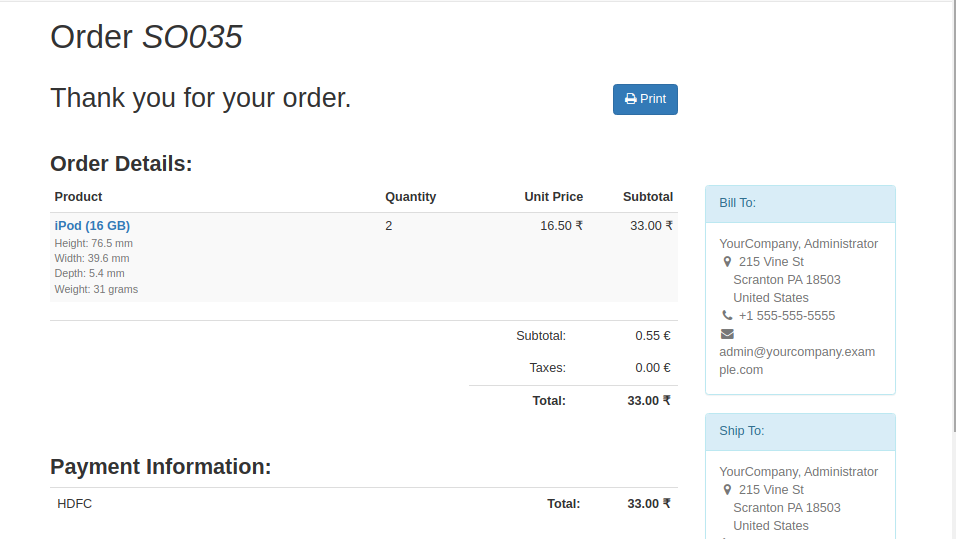 Order SO035
Thank you for your order.
Print
Order Details:
Product Quantity Unit Price Subtotal
iPod (16 GB) 2 16.50 ₹ 33.00 ₹
Height: 76.5 mm
Width: 39.6 mm
Depth: 5.4 mm
Weight: 31 grams
Subtotal: 0.55 €
Taxes: 0.00 €
Total: 33.00 ₹
Payment Information:
HDFC Total: 33.00 ₹
Bill To:
YourCompany, Administrator
215 Vine St
Scranton PA 18503
United States
+1 555-555-5555
admin@yourcompany.exam
ple.com
Ship To:
YourCompany, Administrator
215 Vine St
Scranton PA 18503
United States